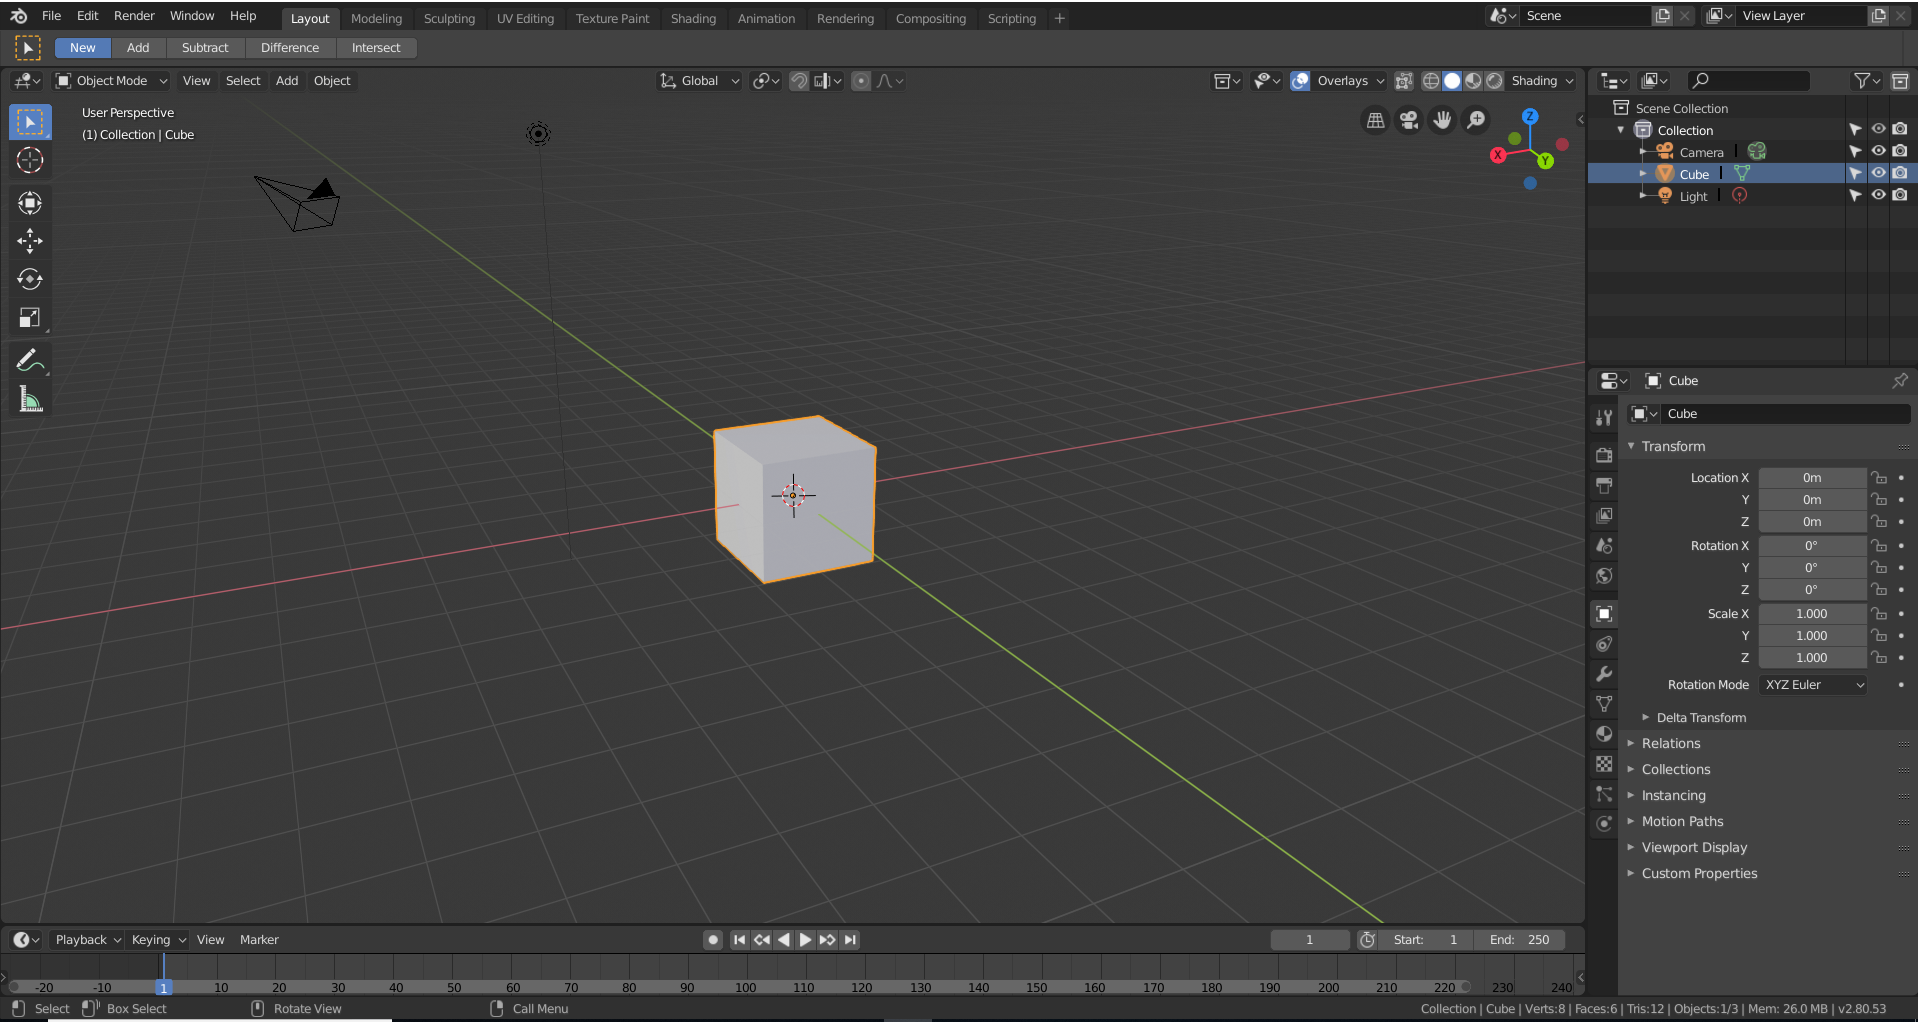 File Edit Render Window Help Layout Modeling Sculpting UV Editing Texture Paint Shading Animation Rendering Compositing Scripting + Scene View Layer
New Add Subtract Difference Intersect
Object Mode View Select Add Object Global Overlays Shading
User Perspective
(1) Collection | Cube
Z
X
Y
Scene Collection
Collection
Camera
Cube
Light
Cube
Cube
Transform
Location X 0m
Y 0m
Z 0m
Rotation X 0°
Y 0°
Z 0°
Scale X 1.000
Y 1.000
Z 1.000
Rotation Mode XYZ Euler
Delta Transform
Relations
Collections
Instancing
Motion Paths
Viewport Display
Custom Properties
Playback Keying View Marker 1 Start: 1 End: 250
-20 -10 1 10 20 30 40 50 60 70 80 90 100 110 120 130 140 150 160 170 180 190 200 210 220 230 240
Select Box Select Rotate View Call Menu Collection | Cube | Verts:8 | Faces:6 | Tris:12 | Objects:1/3 | Mem: 26.0 MB | v2.80.53